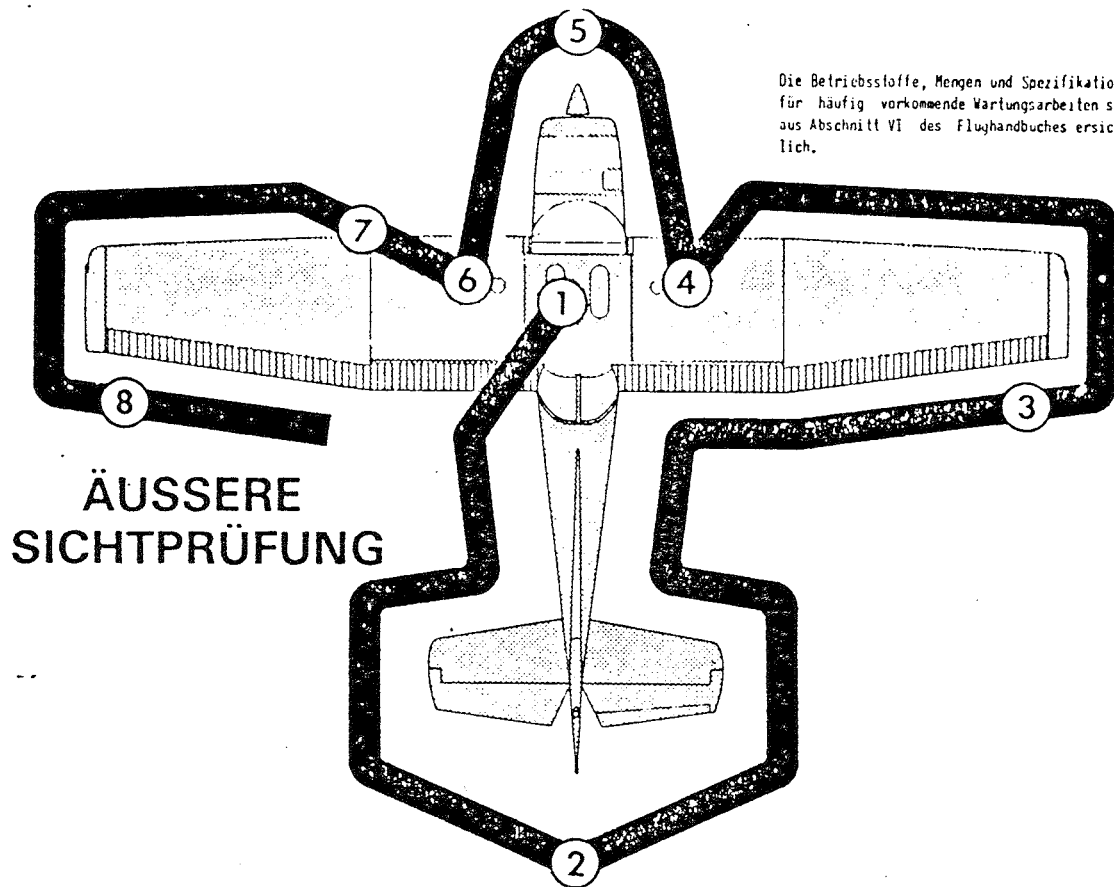 5
Die Betriebsstoffe, Mengen und Spezifikatio
für häufig vorkommende Wartungsarbeiten s
aus Abschnitt VI des Flughandbuches ersic
lich.
7
6
4
1
8
3
ÄUSSERE
SICHTPRÜFUNG
2